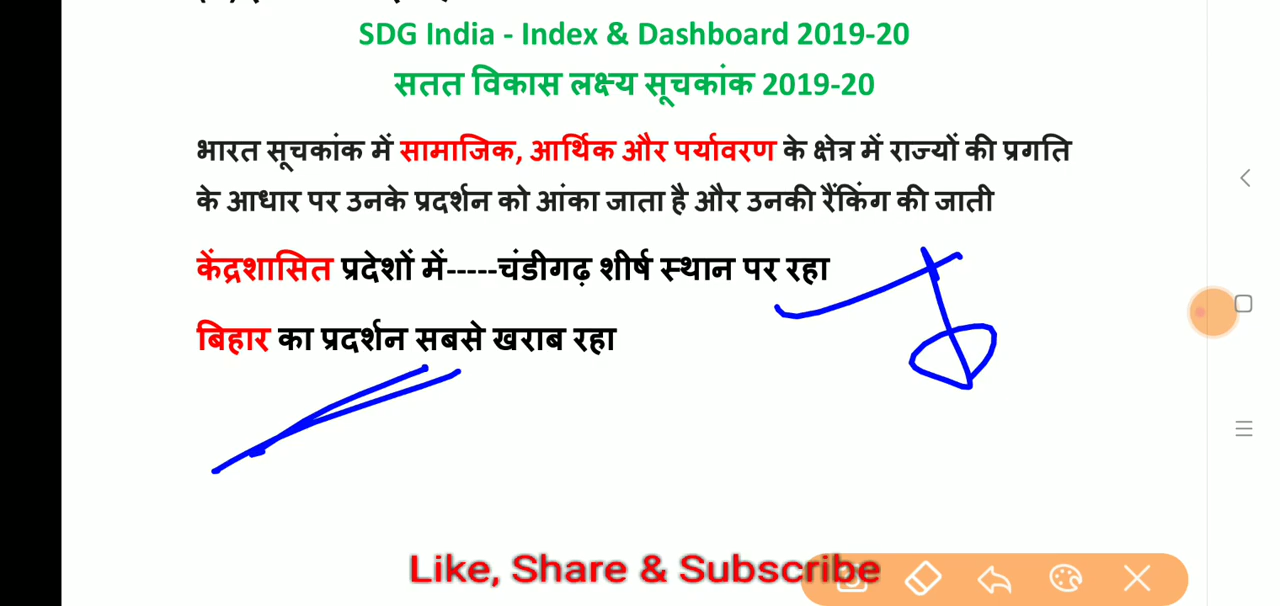 SDG India - Index & Dashboard 2019-20
सतत विकास लक्ष्य सूचकांक 2019-20
भारत सूचकांक में सामाजिक, आर्थिक और पर्यावरण के क्षेत्र में राज्यों की प्रगति
के आधार पर उनके प्रदर्शन को आंका जाता है और उनकी रैंकिंग की जाती
केंद्रशासित प्रदेशों में-----चंडीगढ़ शीर्ष स्थान पर रहा
बिहार का प्रदर्शन सबसे खराब रहा
Like, Share & Subscribe